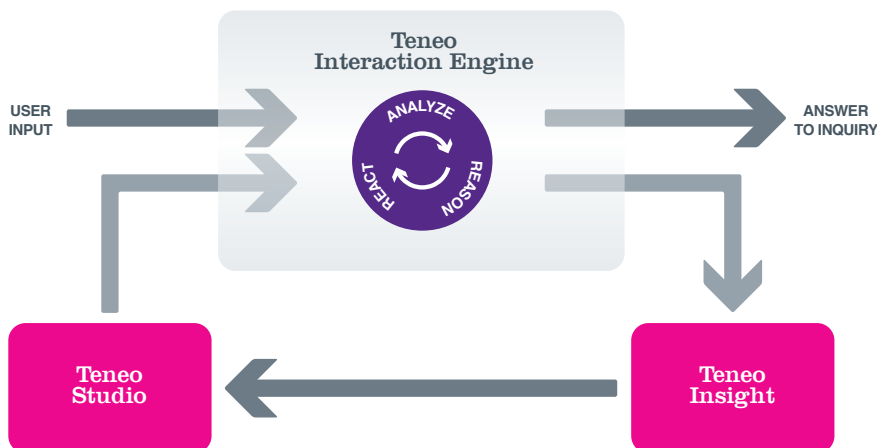 Teneo
Interaction Engine
USER
INPUT
ANALYZE
REASON
REACT
ANSWER
TO INQUIRY
Teneo
Studio
Teneo
Insight